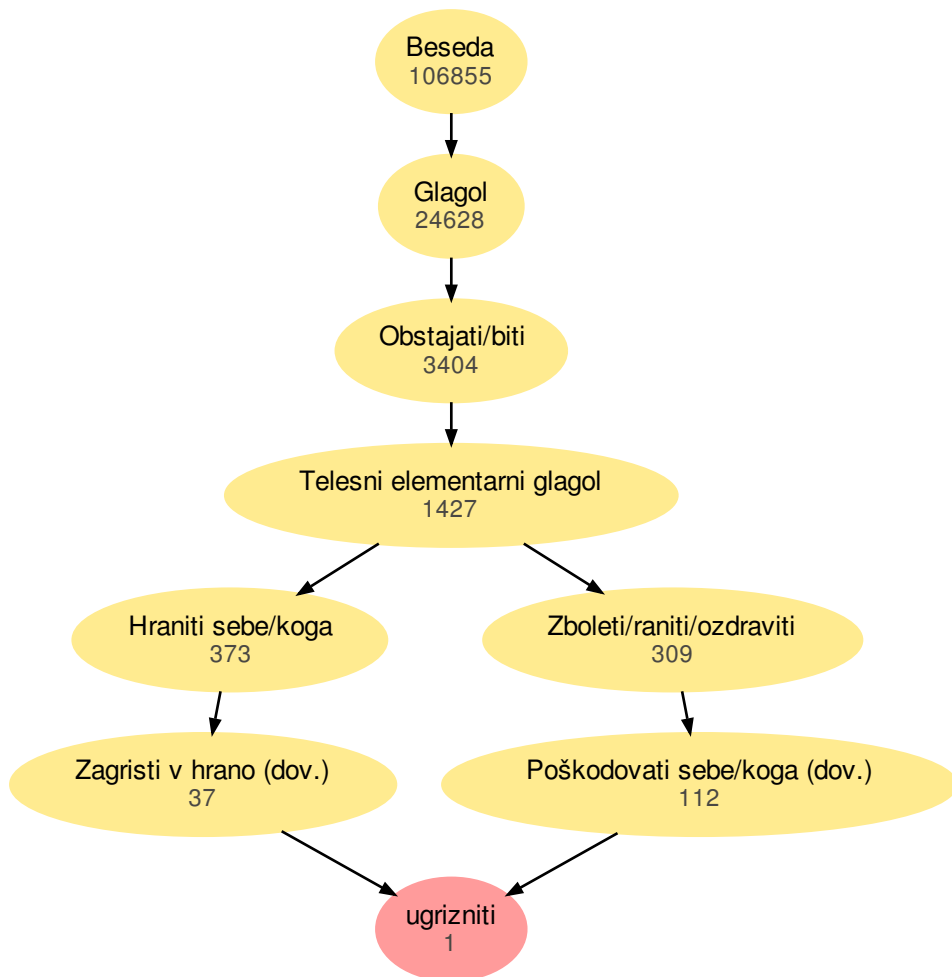 Beseda
106855
Glagol
24628
Obstajati/biti
3404
Telesni elementarni glagol
1427
Hraniti sebe/koga
373
Zboleti/raniti/ozdraviti
309
Zagristi v hrano (dov.)
37
Poškodovati sebe/koga (dov.)
112
ugrizniti
1